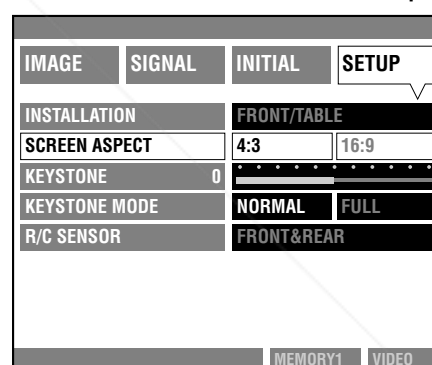 IMAGE SIGNAL INITIAL SETUP
INSTALLATION FRONT/TABLE
SCREEN ASPECT 4:3 16:9
KEYSTONE 0
KEYSTONE MODE NORMAL FULL
R/C SENSOR FRONT&REAR
MEMORY1 VIDEO